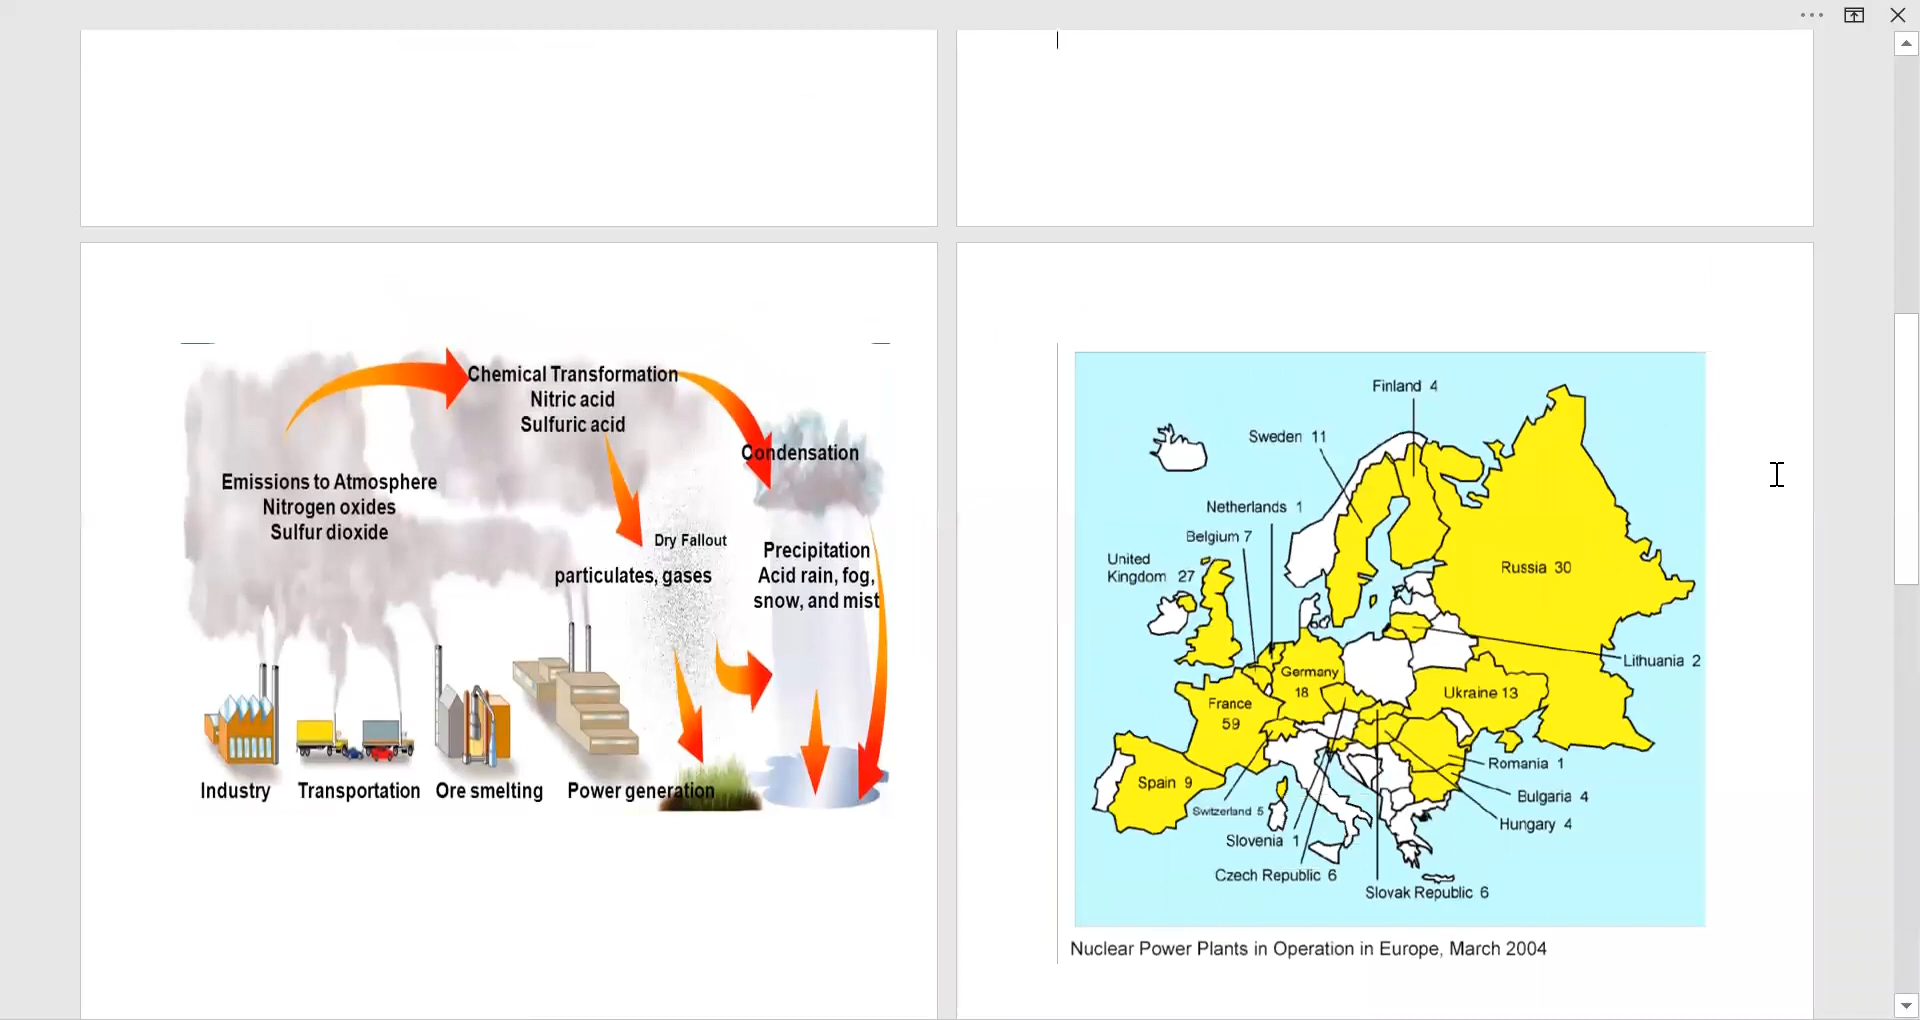 Chemical Transformation
Nitric acid
Sulfuric acid
Condensation
Emissions to Atmosphere
Nitrogen oxides
Sulfur dioxide
Dry Fallout
particulates, gases
Precipitation
Acid rain, fog,
snow, and mist
Industry
Transportation
Ore smelting
Power generation
Finland 4
Sweden 11
Netherlands 1
Belgium 7
United
Kingdom 27
Russia 30
Lithuania 2
Germany
18
Ukraine 13
France
59
Romania 1
Spain 9
Bulgaria 4
Switzerland 5
Hungary 4
Slovenia 1
Czech Republic 6
Slovak Republic 6
Nuclear Power Plants in Operation in Europe, March 2004